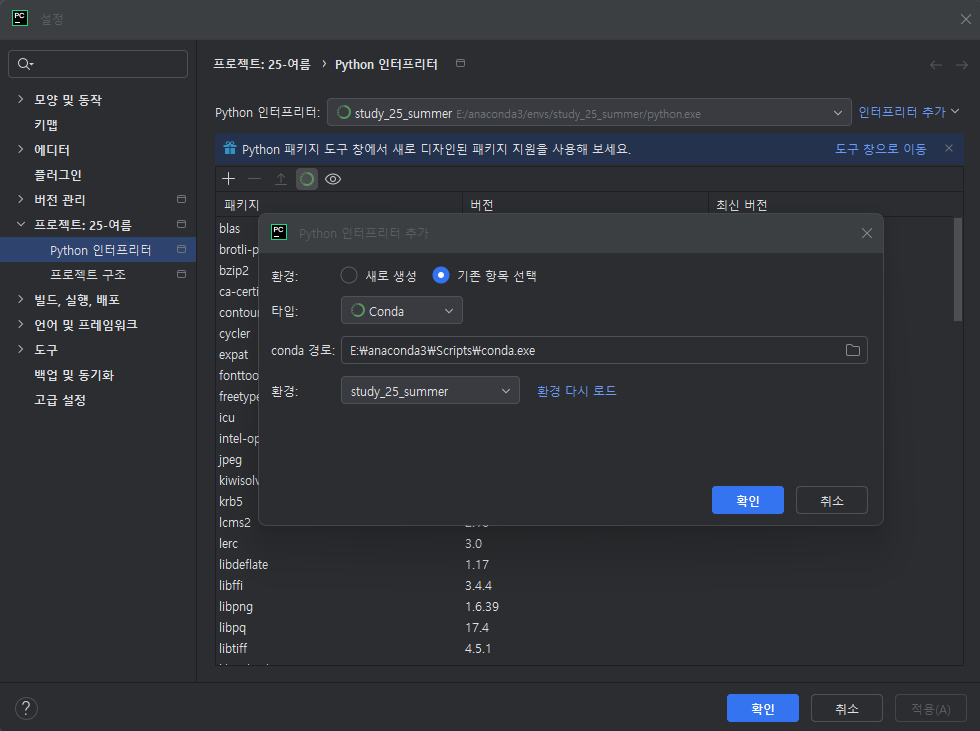 PC 설정
프로젝트: 25-여름 › Python 인터프리터
모양 및 동작
키맵
에디터
플러그인
버전 관리
프로젝트: 25-여름
Python 인터프리터
프로젝트 구조
빌드, 실행, 배포
언어 및 프레임워크
도구
백업 및 동기화
고급 설정
Python 인터프리터: study_25_summer E:/anaconda3/envs/study_25_summer/python.exe 인터프리터 추가
Python 패키지 도구 창에서 새로 디자인된 패키지 지원을 사용해 보세요. 도구 창으로 이동
패키지 버전 최신 버전
blas
brotli-p
bzip2
ca-certi
contour
cycler
expat
fonttoo
freetype
icu
intel-op
jpeg
kiwisolv
krb5
lcms2
lerc 3.0
libdeflate 1.17
libffi 3.4.4
libpng 1.6.39
libpq 17.4
libtiff 4.5.1
PC Python 인터프리터 추가
환경: 새로 생성 기존 항목 선택
타입: Conda
conda 경로: E:₩anaconda3₩Scripts₩conda.exe
환경: study_25_summer 환경 다시 로드
확인 취소
? 확인 취소 적용(A)